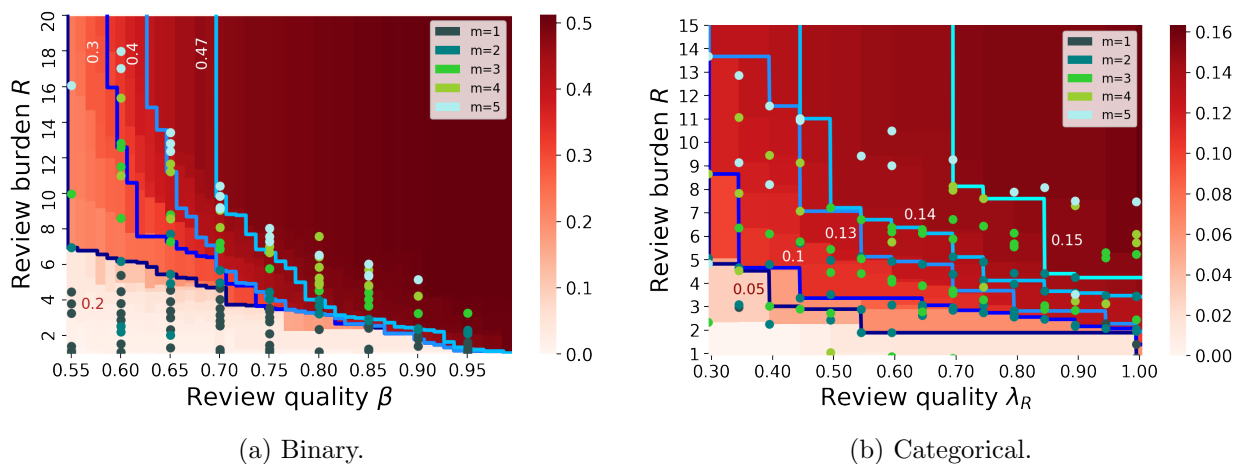 20
18
16
14
12
10
8
6
4
2
Review burden R
0.3
0.4
0.47
0.2
m=1
m=2
m=3
m=4
m=5
0.5
0.4
0.3
0.2
0.1
0.0
0.55 0.60 0.65 0.70 0.75 0.80 0.85 0.90 0.95
Review quality β
(a) Binary.
15
14
13
12
11
10
9
8
7
6
5
4
3
2
1
Review burden R
m=1
m=2
m=3
m=4
m=5
0.14
0.13
0.15
0.1
0.05
0.16
0.14
0.12
0.10
0.08
0.06
0.04
0.02
0.00
0.30 0.40 0.50 0.60 0.70 0.80 0.90 1.00
Review quality λ_R
(b) Categorical.